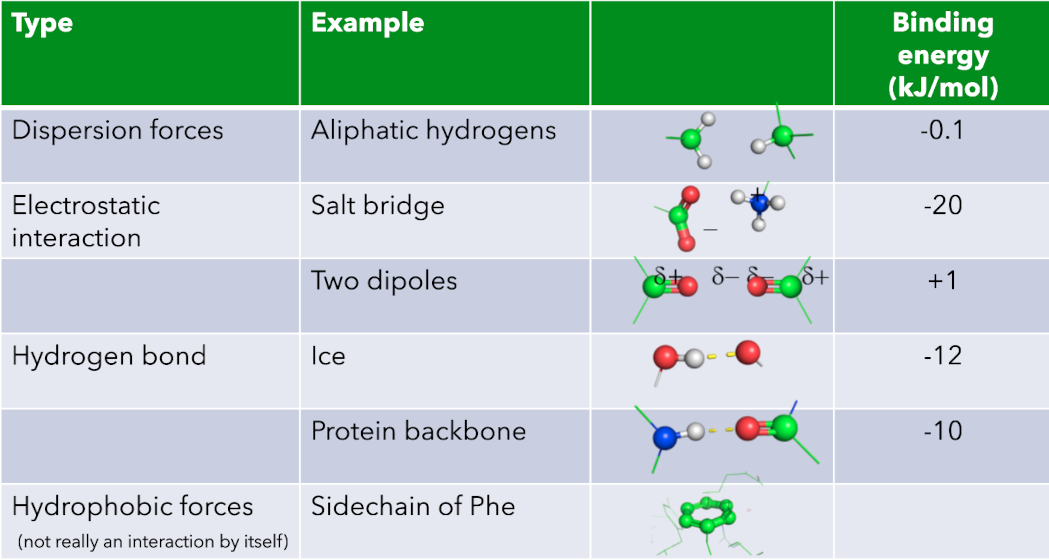 Type Example Binding
energy
(kJ/mol)
Dispersion forces Aliphatic hydrogens -0.1
Electrostatic Salt bridge + − -20
interaction
Two dipoles δ+ δ− δ− δ+ +1
Hydrogen bond Ice -12
Protein backbone -10
Hydrophobic forces Sidechain of Phe
(not really an interaction by itself)